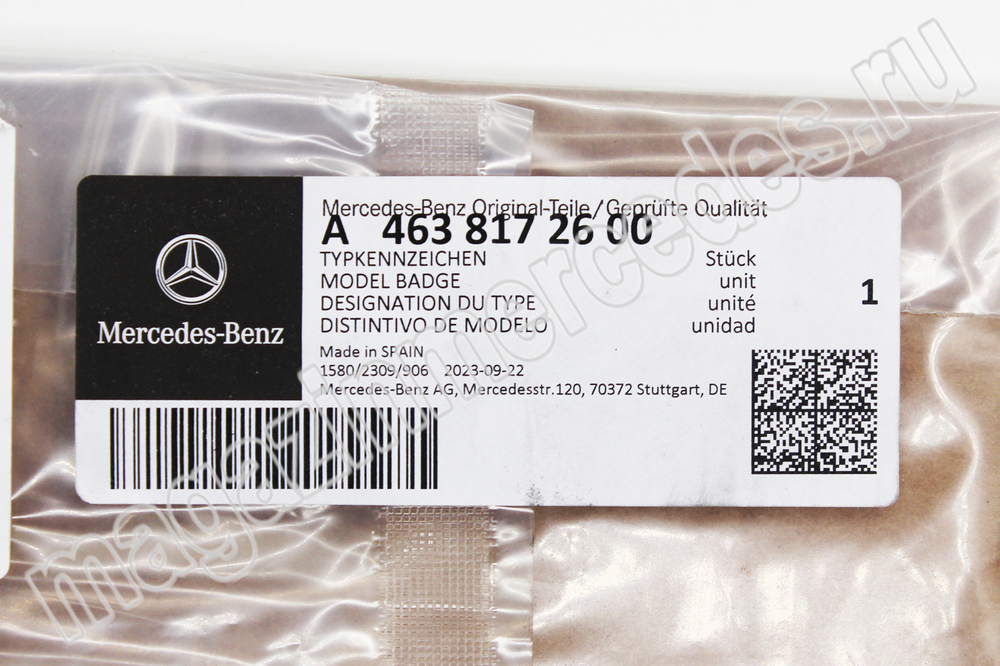 Mercedes-Benz Original-Teile/Geprüfte Qualität
A 463 817 26 00
TYPKENNZEICHEN Stück
MODEL BADGE unit
DESIGNATION DU TYPE unité
DISTINTIVO DE MODELO unidad
1
Made in SPAIN
1580/2309/906 2023-09-22
Mercedes-Benz AG, Mercedesstr.120, 70372 Stuttgart, DE
Mercedes-Benz
magazinmercedes.ru